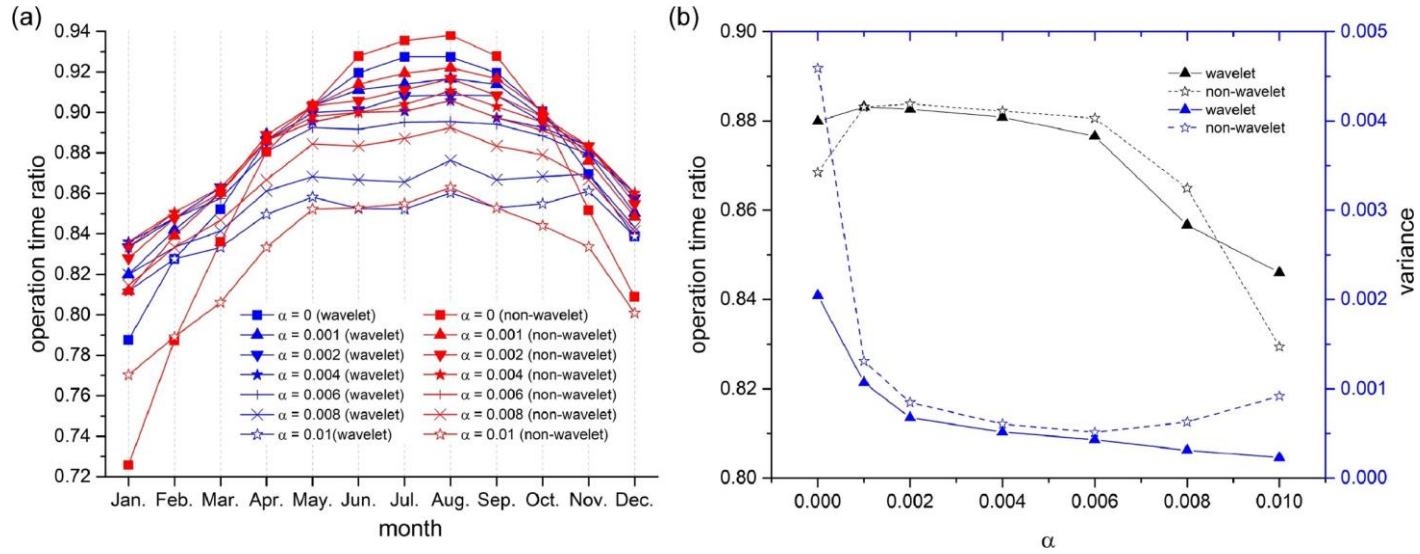 (a)
0.94
0.92
0.90
0.88
0.86
0.84
0.82
0.80
0.78
0.76
0.74
0.72
operation time ratio
α = 0 (wavelet)
α = 0.001 (wavelet)
α = 0.002 (wavelet)
α = 0.004 (wavelet)
α = 0.006 (wavelet)
α = 0.008 (wavelet)
α = 0.01(wavelet)
α = 0 (non-wavelet)
α = 0.001 (non-wavelet)
α = 0.002 (non-wavelet)
α = 0.004 (non-wavelet)
α = 0.006 (non-wavelet)
α = 0.008 (non-wavelet)
α = 0.01 (non-wavelet)
Jan. Feb. Mar. Apr. May. Jun. Jul. Aug. Sep. Oct. Nov. Dec.
month
(b)
0.90
0.88
0.86
0.84
0.82
0.80
operation time ratio
wavelet
non-wavelet
wavelet
non-wavelet
0.005
0.004
0.003
0.002
0.001
0.000
variance
0.000 0.002 0.004 0.006 0.008 0.010
α